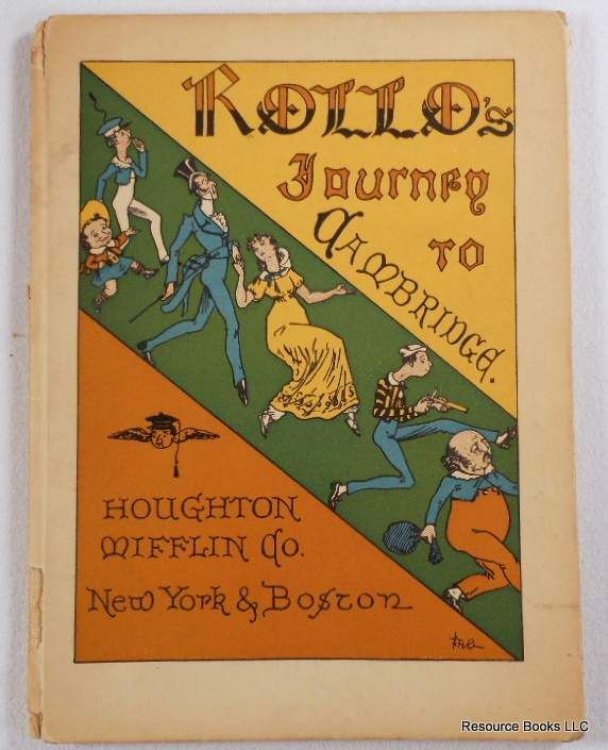 ROLLO's
Journey
TO
CAMBRIDGE.
HOUGHTON
MIFFLIN Co.
New York & Boston
Resource Books LLC